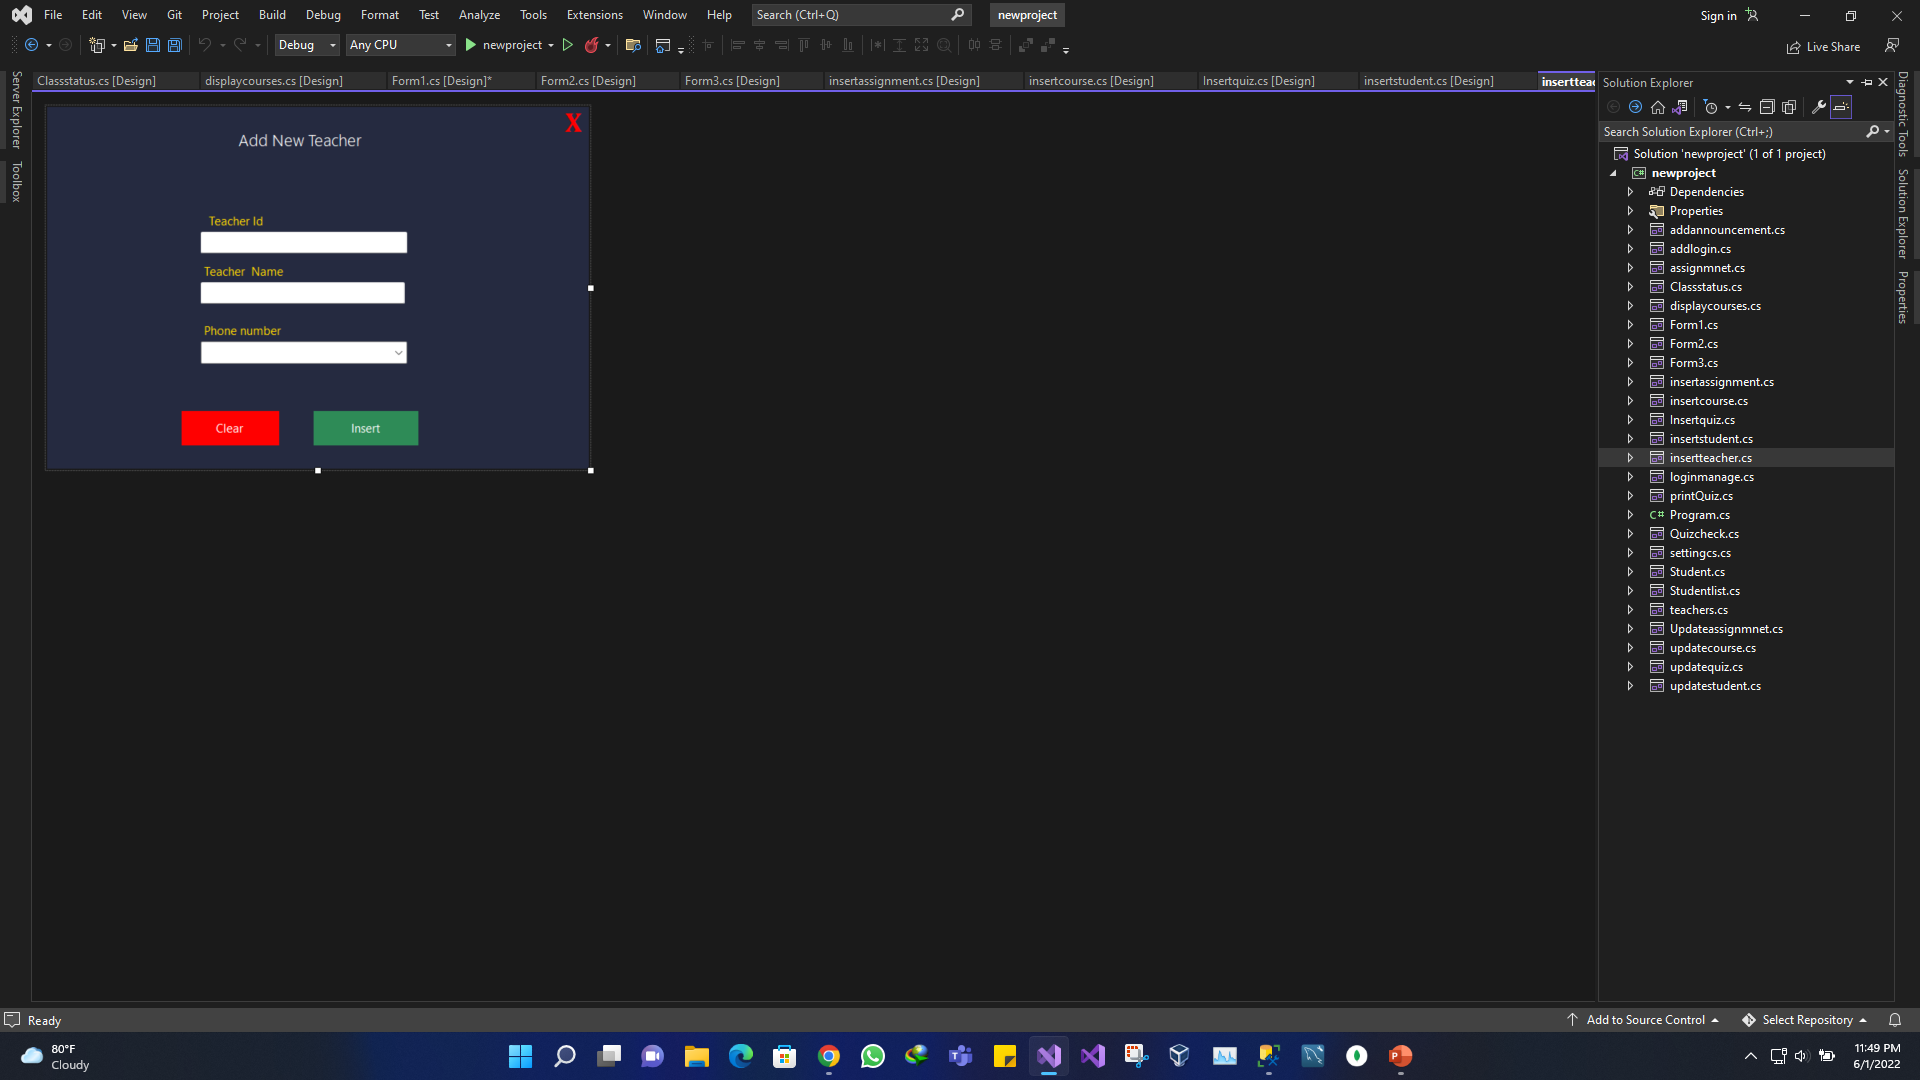 File Edit View Git Project Build Debug Format Test Analyze Tools Extensions Window Help Search (Ctrl+Q) newproject Sign in
Debug Any CPU newproject Live Share
Classstatus.cs [Design] displaycourses.cs [Design] Form1.cs [Design]* Form2.cs [Design] Form3.cs [Design] insertassignment.cs [Design] insertcourse.cs [Design] Insertquiz.cs [Design] insertstudent.cs [Design] inserttea
Server Explorer
Toolbox
X
Add New Teacher
Teacher Id
Teacher Name
Phone number
Clear Insert
Solution Explorer
Search Solution Explorer (Ctrl+;)
Solution 'newproject' (1 of 1 project)
C# newproject
Dependencies
Properties
addannouncement.cs
addlogin.cs
assignmnet.cs
Classstatus.cs
displaycourses.cs
Form1.cs
Form2.cs
Form3.cs
insertassignment.cs
insertcourse.cs
Insertquiz.cs
insertstudent.cs
insertteacher.cs
loginmanage.cs
printQuiz.cs
C# Program.cs
Quizcheck.cs
settingcs.cs
Student.cs
Studentlist.cs
teachers.cs
Updateassignmnet.cs
updatecourse.cs
updatequiz.cs
updatestudent.cs
Diagnostic Tools
Solution Explorer
Properties
Ready Add to Source Control Select Repository
80°F
Cloudy
11:49 PM
6/1/2022